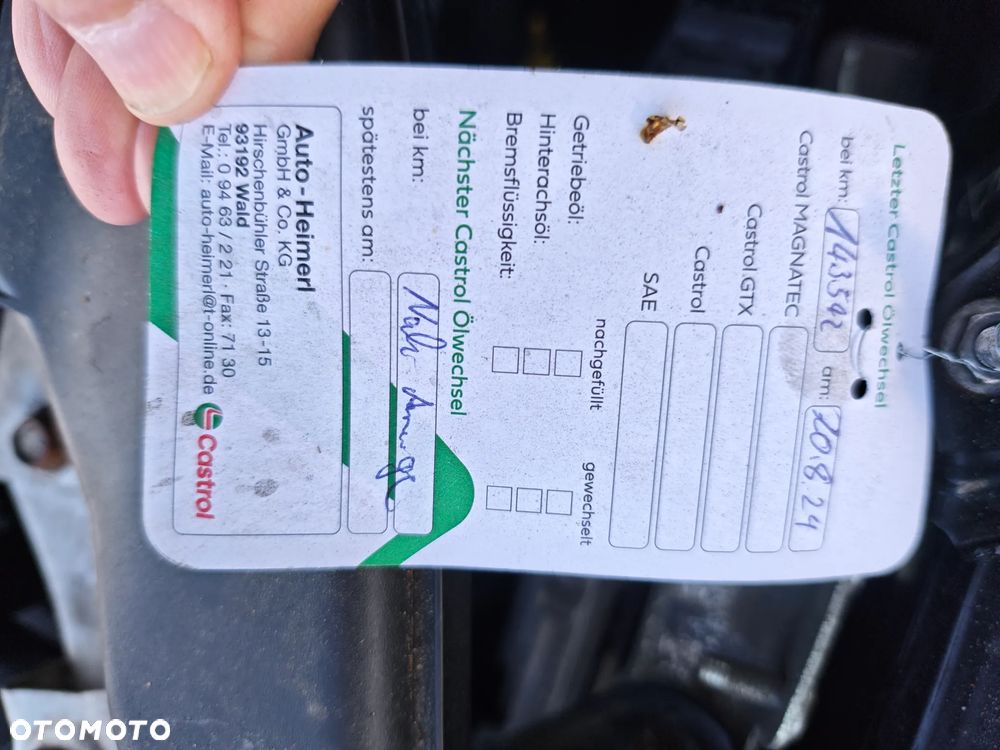 Letzter Castrol Ölwechsel
bei km: 143542 am: 20.8.24
Castrol MAGNATEC
Castrol GTX
Castrol
SAE
nachgefüllt gewechselt
Getriebeöl:
Hinterachsöl:
Bremsflüssigkeit:
Nächster Castrol Ölwechsel
bei km: Nach
spätestens am:
Auto-Heimerl
GmbH & Co. KG
Hirschenbühler Straße 13-15
93192 Wald
Tel.: 0 94 63 / 2 21 · Fax: 71 30
E-Mail: auto-heimerl@t-online.de
Castrol
OTOMOTO